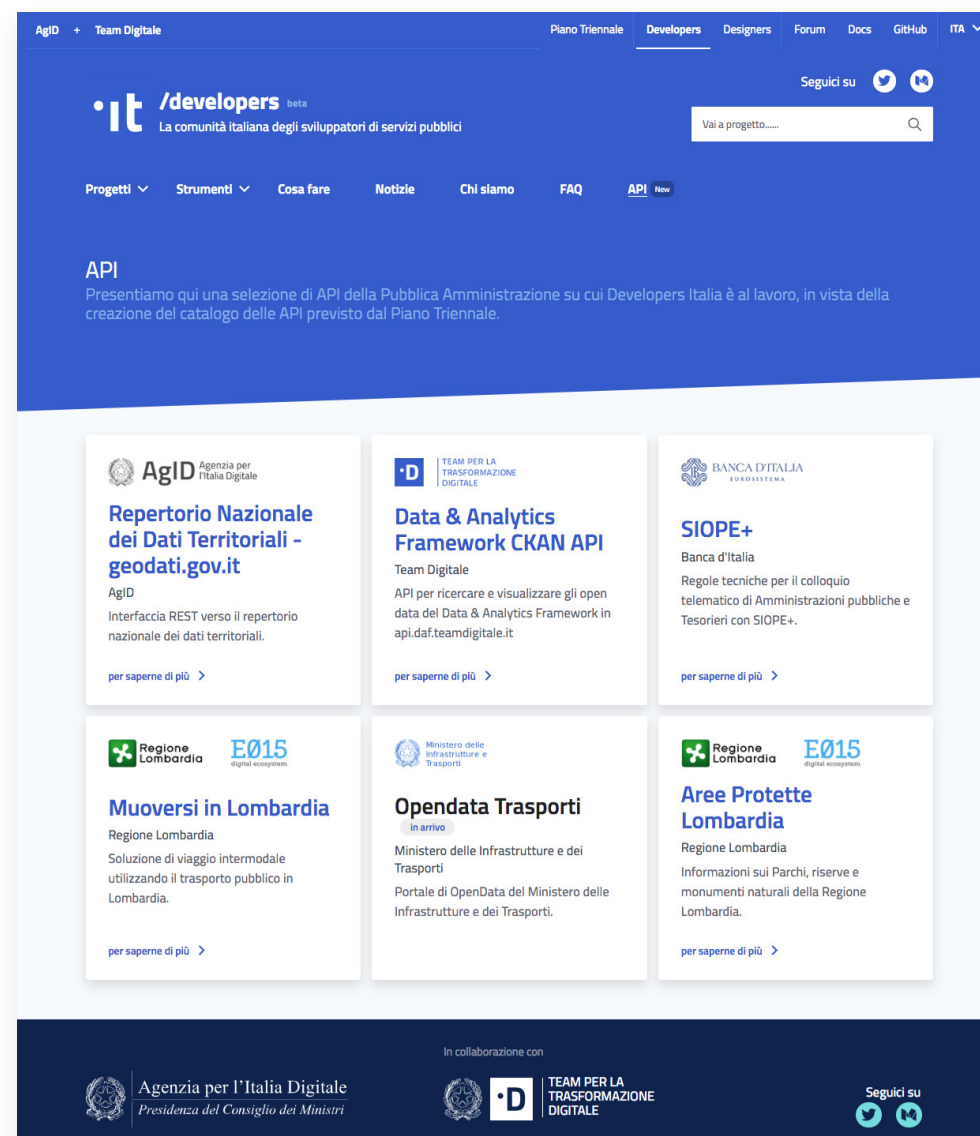 AgID + Team Digitale
Piano Triennale Developers Designers Forum Docs GitHub ITA
Seguici su
·it /developers beta
La comunità italiana degli sviluppatori di servizi pubblici
Vai a progetto......
Progetti Strumenti Cosa fare Notizie Chi siamo FAQ API New
API
Presentiamo qui una selezione di API della Pubblica Amministrazione su cui Developers Italia è al lavoro, in vista della
creazione del catalogo delle API previsto dal Piano Triennale.
AgID Agenzia per
l'Italia Digitale
Repertorio Nazionale
dei Dati Territoriali -
geodati.gov.it
AgID
Interfaccia REST verso il repertorio
nazionale dei dati territoriali.
per saperne di più
·D
TEAM PER LA
TRASFORMAZIONE
DIGITALE
Data & Analytics
Framework CKAN API
Team Digitale
API per ricercare e visualizzare gli open
data del Data & Analytics Framework in
api.daf.teamdigitale.it
per saperne di più
BANCA D'ITALIA
EUROSISTEMA
SIOPE+
Banca d'Italia
Regole tecniche per il colloquio
telematico di Amministrazioni pubbliche e
Tesorieri con SIOPE+.
per saperne di più
Regione
Lombardia
EØ15
digital ecosystem
Muoversi in Lombardia
Regione Lombardia
Soluzione di viaggio intermodale
utilizzando il trasporto pubblico in
Lombardia.
per saperne di più
Ministero delle
Infrastrutture e
Trasporti
Opendata Trasporti
in arrivo
Ministero delle Infrastrutture e dei
Trasporti
Portale di OpenData del Ministero delle
Infrastrutture e dei Trasporti.
Regione
Lombardia
EØ15
digital ecosystem
Aree Protette
Lombardia
Regione Lombardia
Informazioni sui Parchi, riserve e
monumenti naturali della Regione
Lombardia.
per saperne di più
In collaborazione con
Agenzia per l'Italia Digitale
Presidenza del Consiglio dei Ministri
·D
TEAM PER LA
TRASFORMAZIONE
DIGITALE
Seguici su